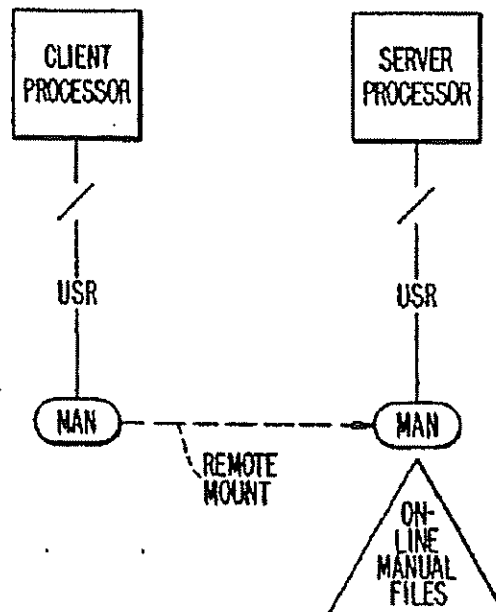 CLIENT
PROCESSOR
SERVER
PROCESSOR
/
/
USR
USR
MAN
MAN
REMOTE
MOUNT
ON-
LINE
MANUAL
FILES